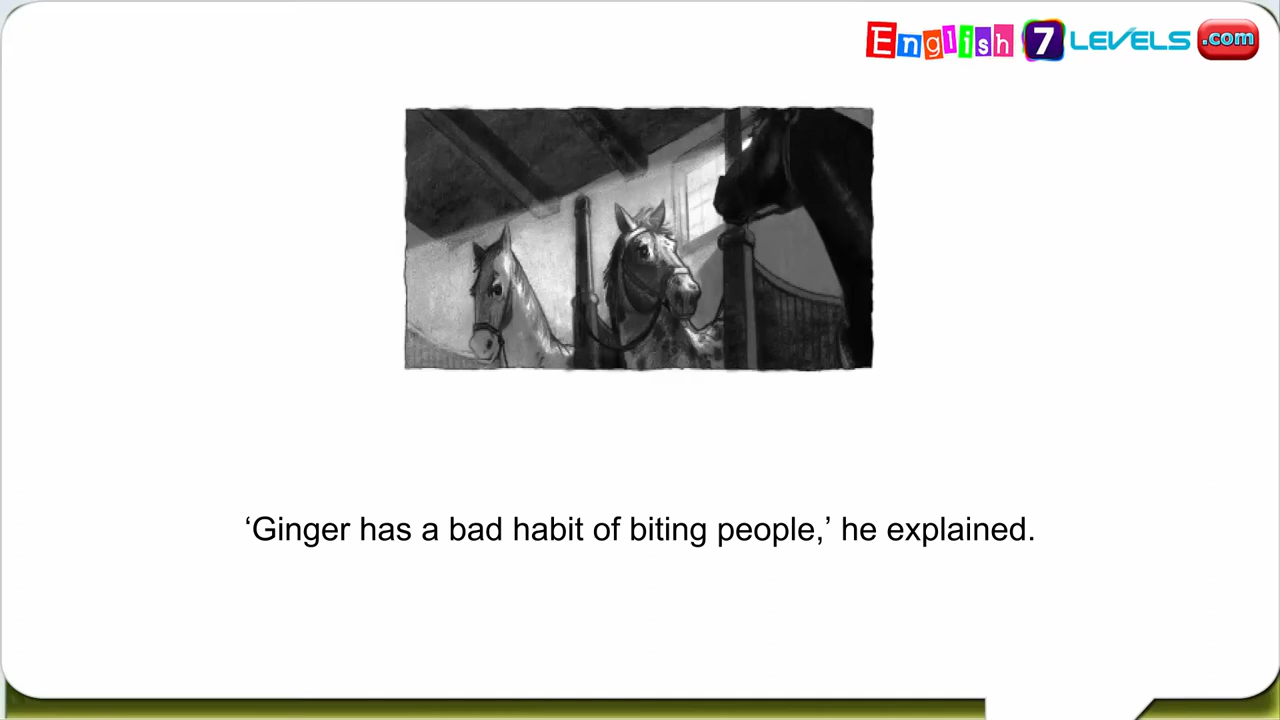 English 7 LEVELS .com
‘Ginger has a bad habit of biting people,’ he explained.